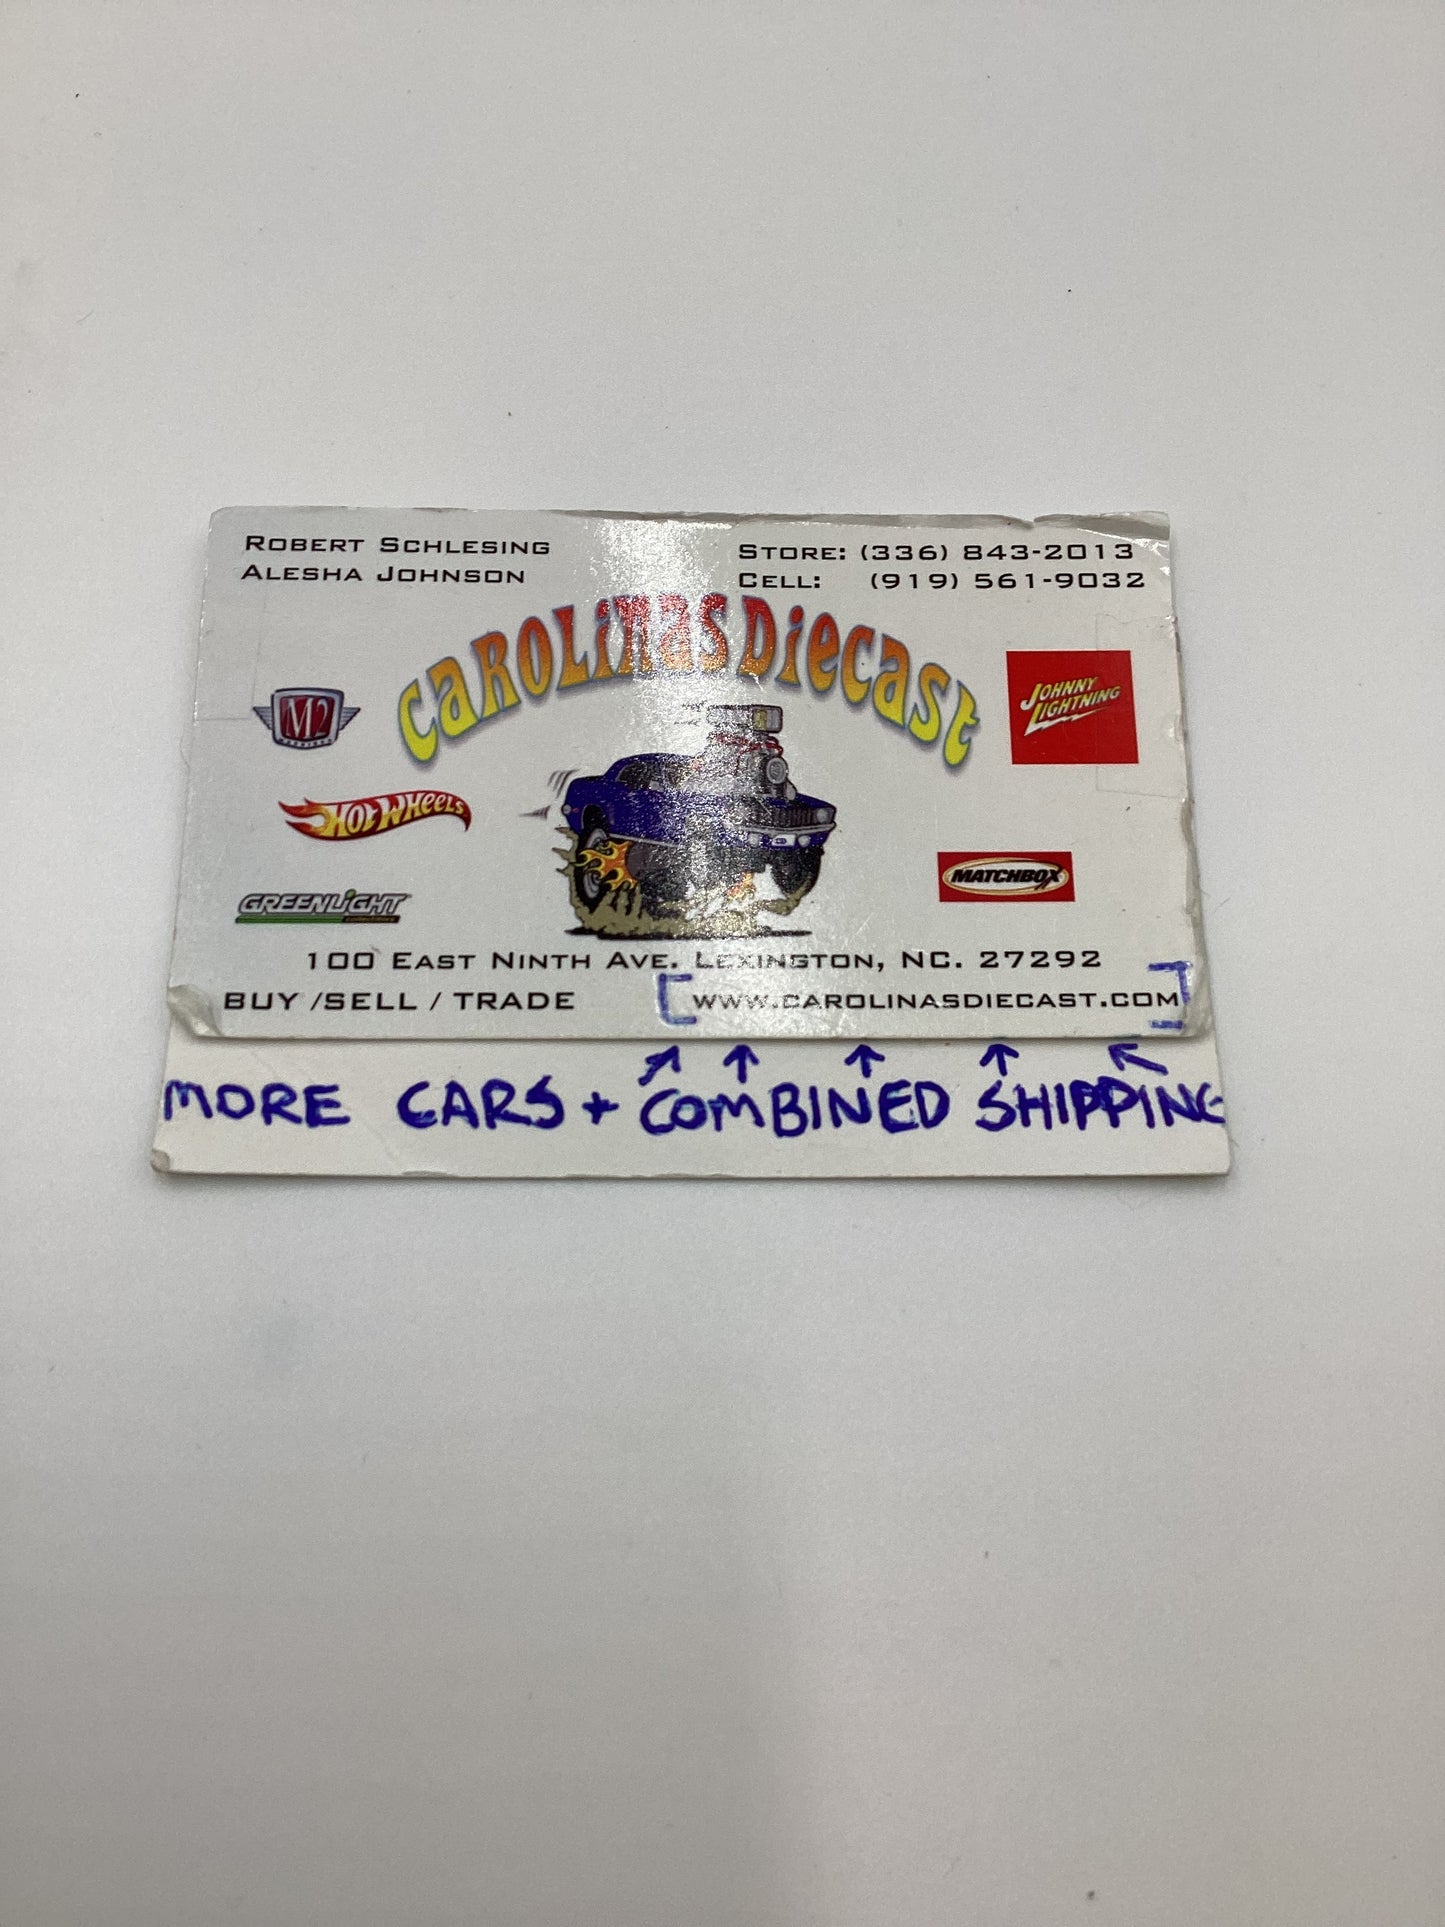 ROBERT SCHLESING
ALESHA JOHNSON
STORE: (336) 843-2013
CELL: (919) 561-9032
CAROLINAS DIECAST
M2
JOHNNY
LIGHTNING
HOT WHEELS
MATCHBOX
GREENLIGHT
100 EAST NINTH AVE. LEXINGTON, NC. 27292
BUY /SELL / TRADE
[WWW.CAROLINASDIECAST.COM]
MORE CARS + COMBINED SHIPPING